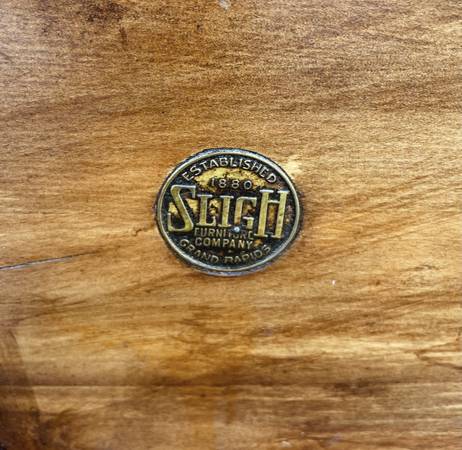 ESTABLISHED
1880
SLIGH
FURNITURE
COMPANY
GRAND RAPIDS